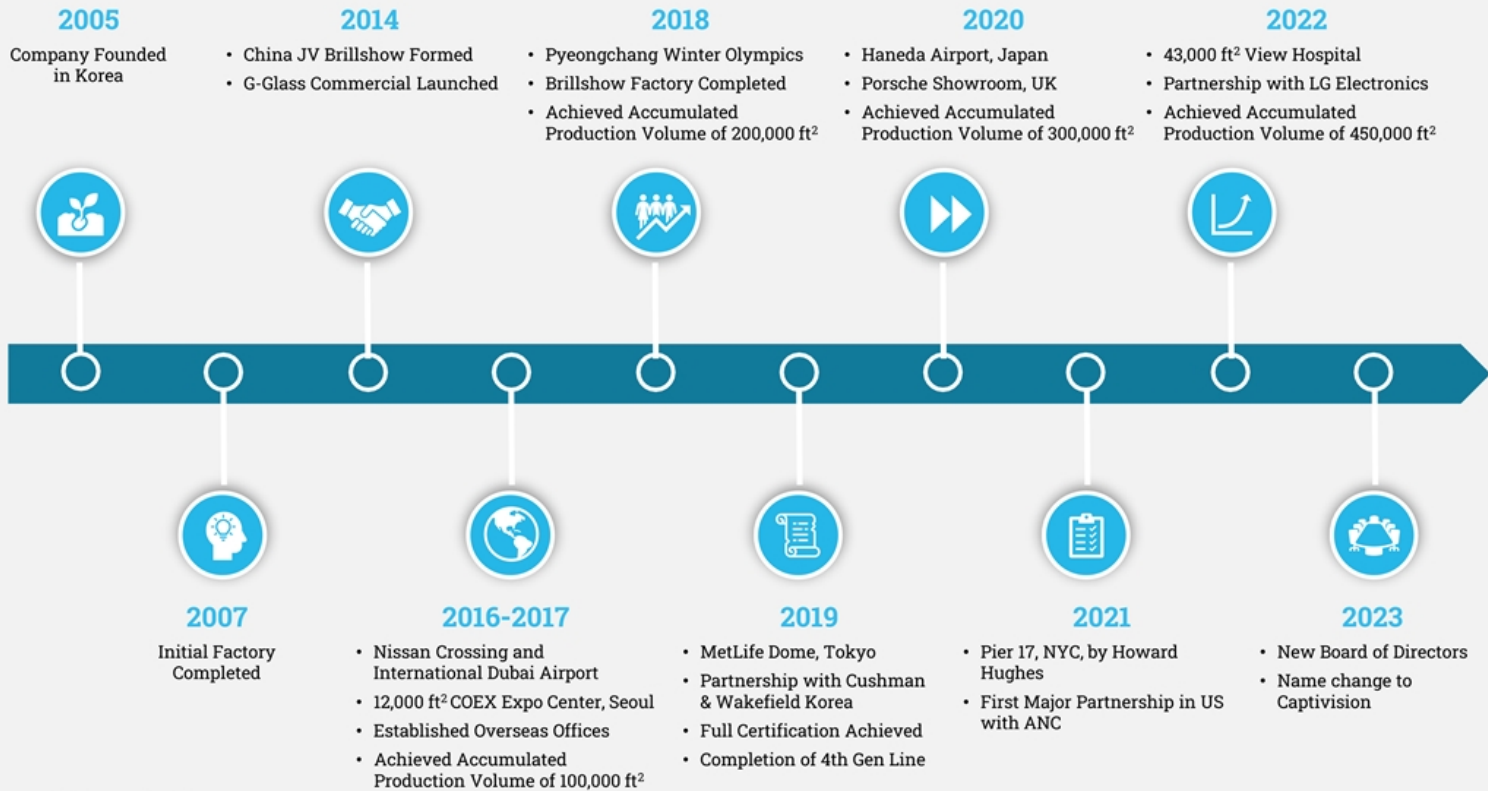 2005
Company Founded
in Korea
2014
• China JV Brillshow Formed
• G-Glass Commercial Launched
2018
• Pyeongchang Winter Olympics
• Brillshow Factory Completed
• Achieved Accumulated
Production Volume of 200,000 ft²
2020
• Haneda Airport, Japan
• Porsche Showroom, UK
• Achieved Accumulated
Production Volume of 300,000 ft²
2022
• 43,000 ft² View Hospital
• Partnership with LG Electronics
• Achieved Accumulated
Production Volume of 450,000 ft²
2007
Initial Factory
Completed
2016-2017
• Nissan Crossing and
International Dubai Airport
• 12,000 ft² COEX Expo Center, Seoul
• Established Overseas Offices
• Achieved Accumulated
Production Volume of 100,000 ft²
2019
• MetLife Dome, Tokyo
• Partnership with Cushman
& Wakefield Korea
• Full Certification Achieved
• Completion of 4th Gen Line
2021
• Pier 17, NYC, by Howard
Hughes
• First Major Partnership in US
with ANC
2023
• New Board of Directors
• Name change to
Captivision